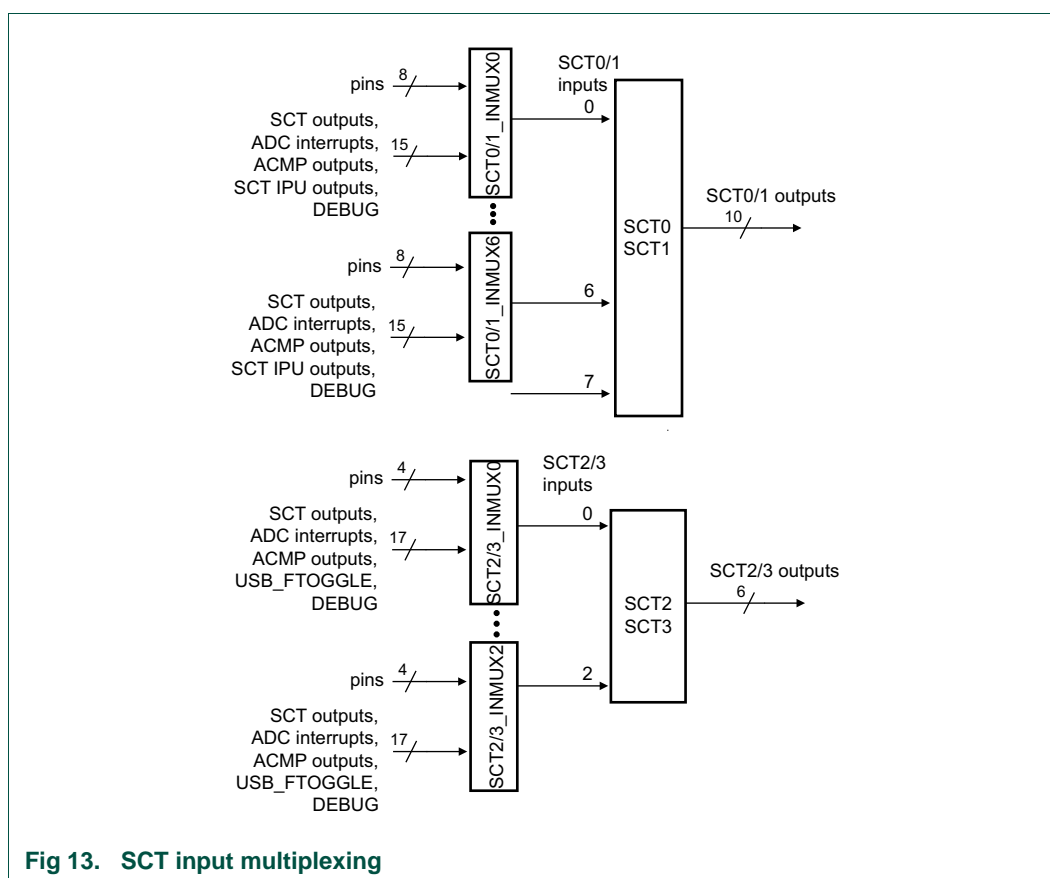 SCT0/1
inputs
pins 8
SCT0/1_INMUX0
0
SCT outputs,
ADC interrupts,
ACMP outputs,
SCT IPU outputs,
DEBUG
15
SCT0/1 outputs
10
SCT0
SCT1
pins 8
SCT0/1_INMUX6
6
SCT outputs,
ADC interrupts,
ACMP outputs,
SCT IPU outputs,
DEBUG
15
7
SCT2/3
inputs
pins 4
SCT2/3_INMUX0
0
SCT outputs,
ADC interrupts,
ACMP outputs,
USB_FTOGGLE,
DEBUG
17
SCT2/3 outputs
6
SCT2
SCT3
pins 4
SCT2/3_INMUX2
2
SCT outputs,
ADC interrupts,
ACMP outputs,
USB_FTOGGLE,
DEBUG
17
Fig 13. SCT input multiplexing